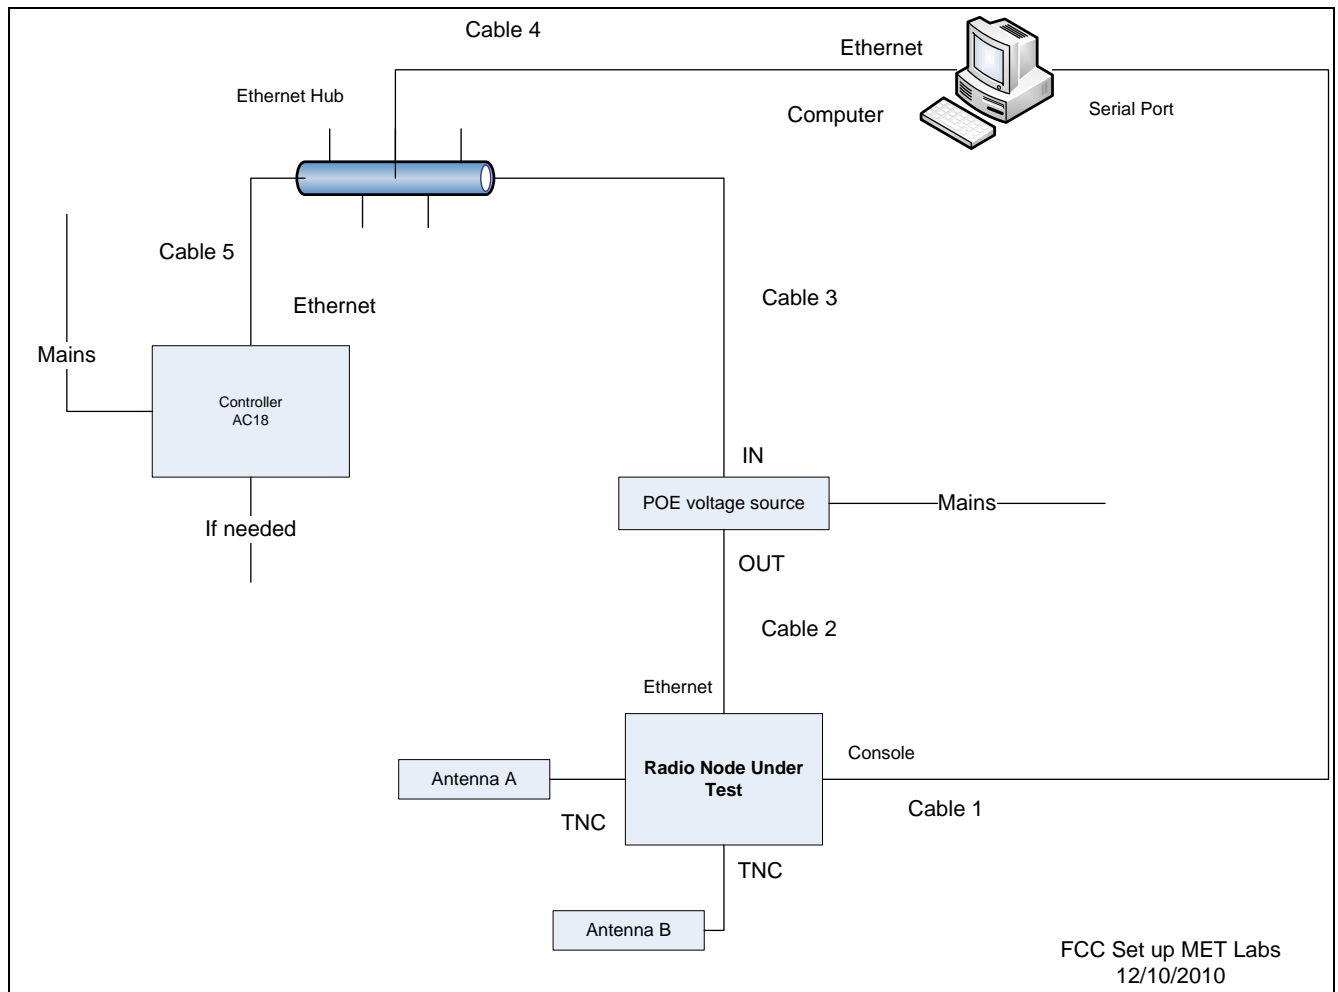 Cable 4
Ethernet
Ethernet Hub
Computer
Serial Port
Cable 5
Cable 3
Ethernet
Mains
Controller
AC18
IN
POE voltage source
Mains
If needed
OUT
Cable 2
Ethernet
Radio Node Under
Test
Console
Antenna A
Cable 1
TNC
TNC
Antenna B
FCC Set up MET Labs
12/10/2010